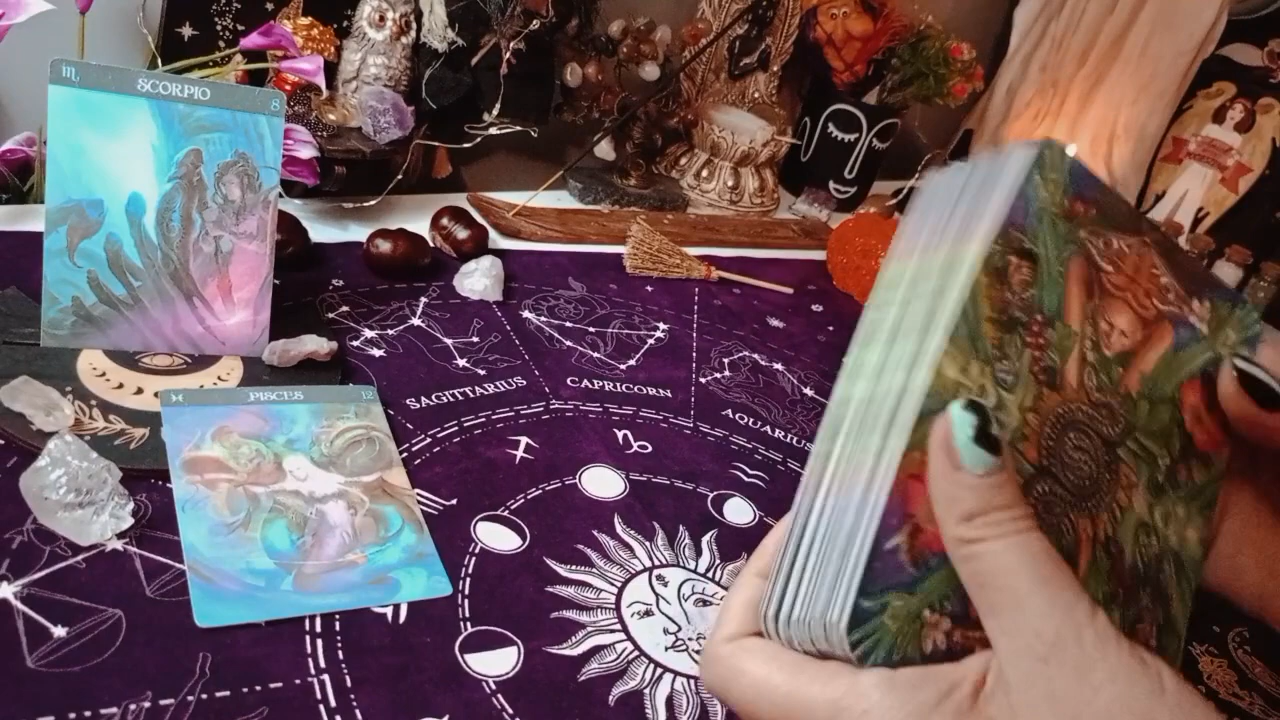 ♏ SCORPIO 8
♓ PISCES 12
SAGITTARIUS
CAPRICORN
AQUARIUS